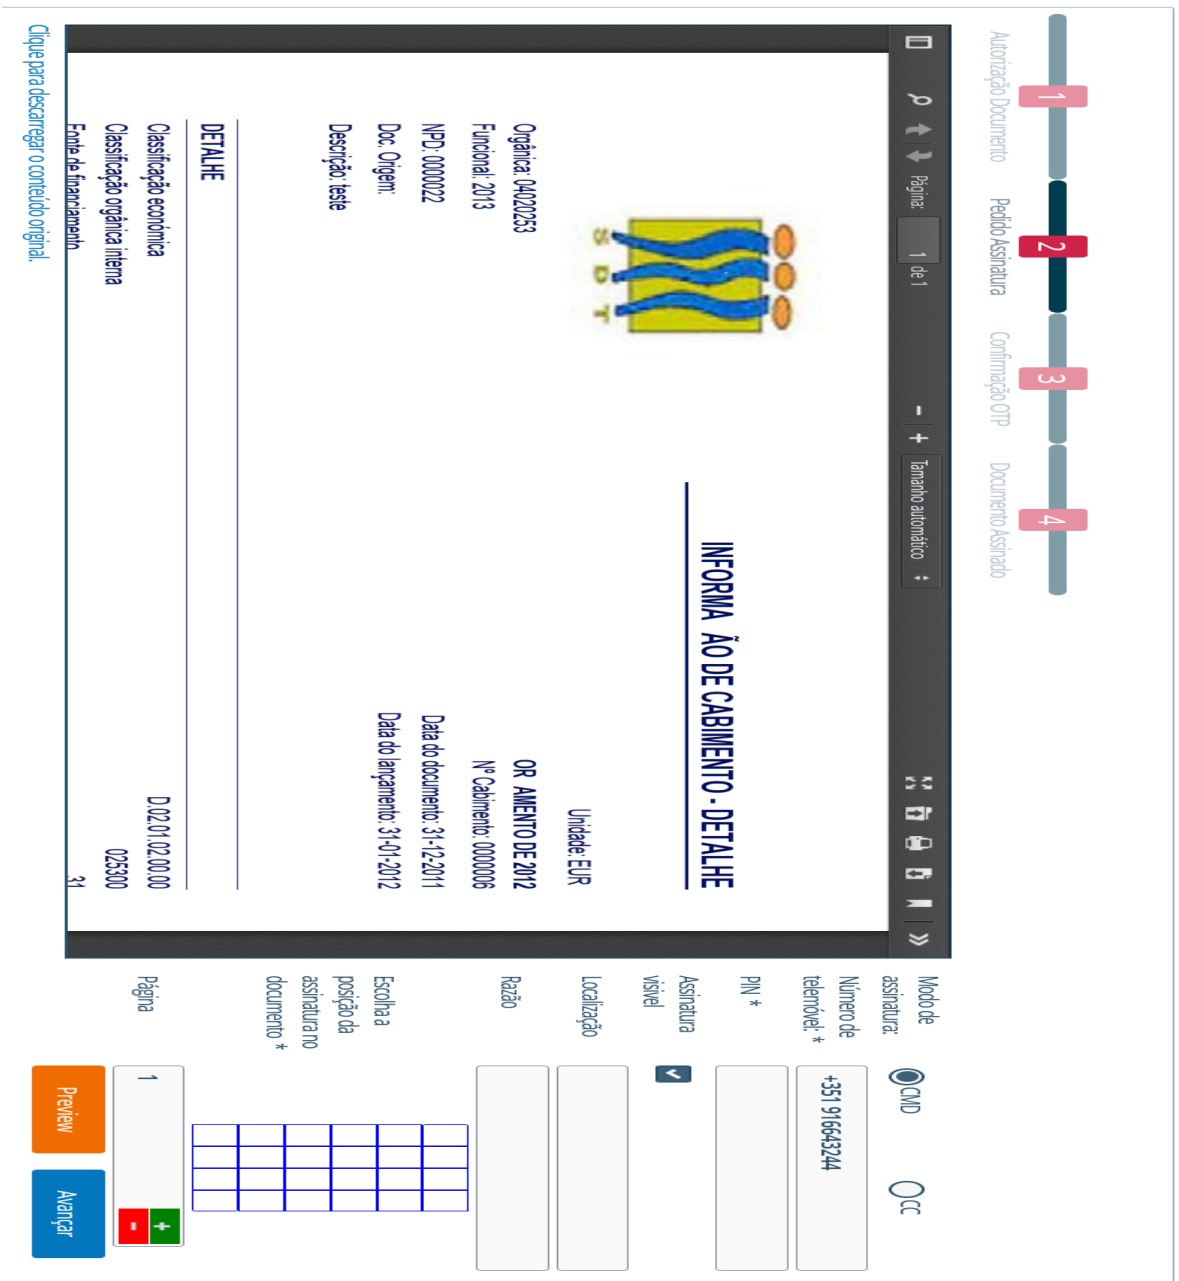 1
2
3
4
Autorização Documento
Pedido Assinatura
Confirmação OTP
Documento Assinado
Página: 1 de 1
Tamanho automático
S D T
INFORMA ÃO DE CABIMENTO - DETALHE
Unidade: EUR
Orgânica: 04020253
OR AMENTO DE 2012
Funcional: 2013
Nº Cabimento: 0000006
NPD: 0000022
Data do documento: 31-12-2011
Doc. Origem:
Data do lançamento: 31-01-2012
Descrição: teste
DETALHE
Classificação económica
D.02.01.02.00.00
Classificação orgânica interna
025300
Fonte de financiamento
31
Clique para descarregar o conteúdo original.
Modo de
assinatura:
CMD
CC
Número de
telemóvel: *
+351 916643244
PIN *
Assinatura
visivel
Localização
Razão
Escolha a
posição da
assinatura no
documento *
Página
1
+
-
Preview
Avançar